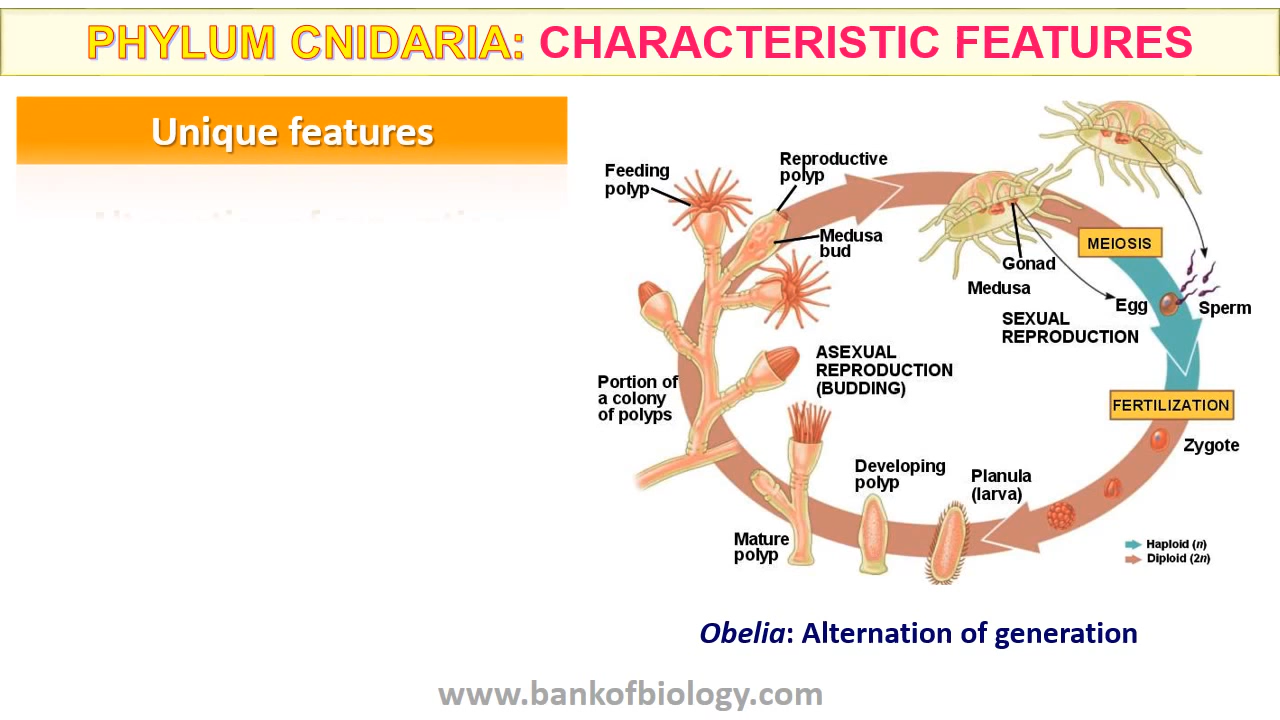 PHYLUM CNIDARIA: CHARACTERISTIC FEATURES
Unique features
Feeding
polyp
Reproductive
polyp
Medusa
bud
Gonad
Medusa
MEIOSIS
Egg
Sperm
SEXUAL
REPRODUCTION
ASEXUAL
REPRODUCTION
(BUDDING)
Portion of
a colony
of polyps
FERTILIZATION
Zygote
Developing
polyp
Planula
(larva)
Mature
polyp
Haploid (n)
Diploid (2n)
Obelia: Alternation of generation
www.bankofbiology.com